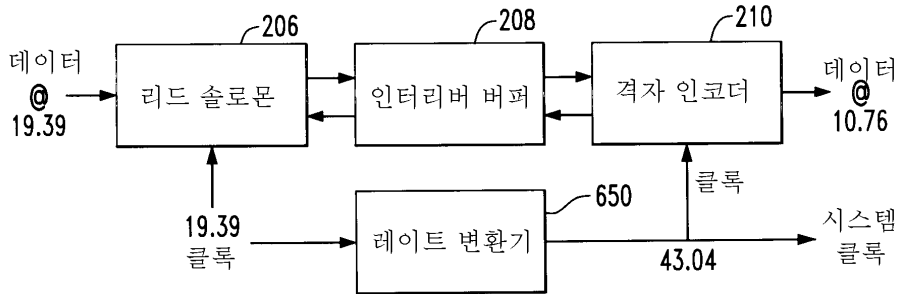 206
208
210
데이터
@
19.39
리드 솔로몬
인터리버 버퍼
격자 인코더
데이터
@
10.76
클록
19.39
클록
650
레이트 변환기
43.04
시스템
클록